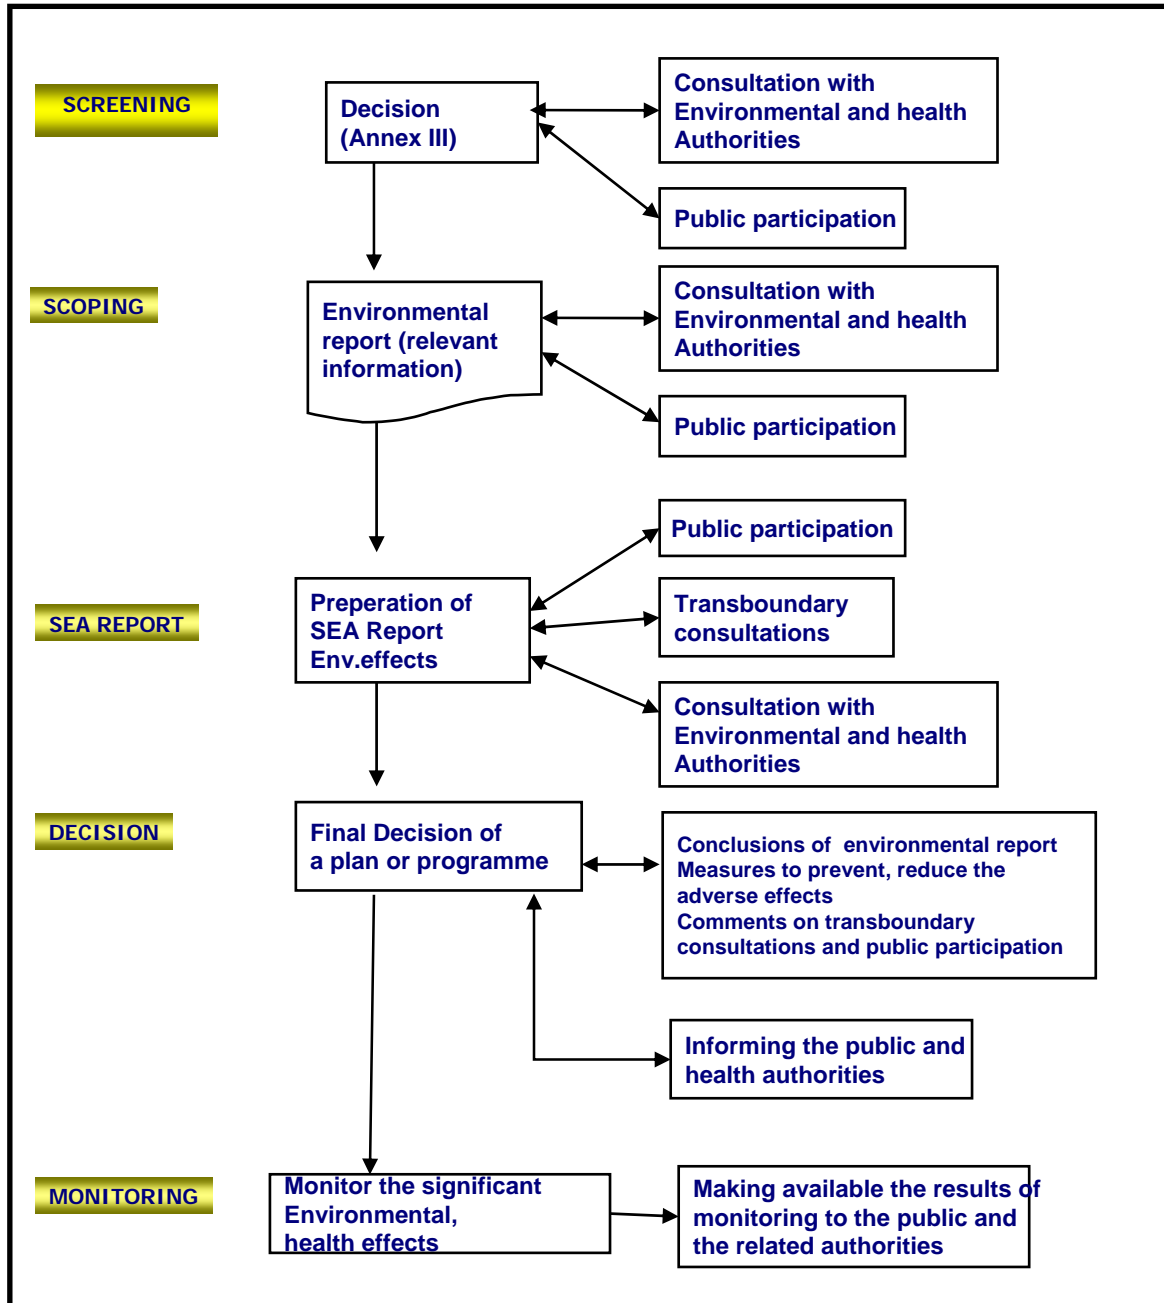 SCREENING
Decision
(Annex III)
Consultation with
Environmental and health
Authorities
Public participation
SCOPING
Environmental
report (relevant
information)
Consultation with
Environmental and health
Authorities
Public participation
Public participation
SEA REPORT
Preperation of
SEA Report
Env.effects
Transboundary
consultations
Consultation with
Environmental and health
Authorities
DECISION
Final Decision of
a plan or programme
Conclusions of environmental report
Measures to prevent, reduce the
adverse effects
Comments on transboundary
consultations and public participation
Informing the public and
health authorities
MONITORING
Monitor the significant
Environmental,
health effects
Making available the results of
monitoring to the public and
the related authorities